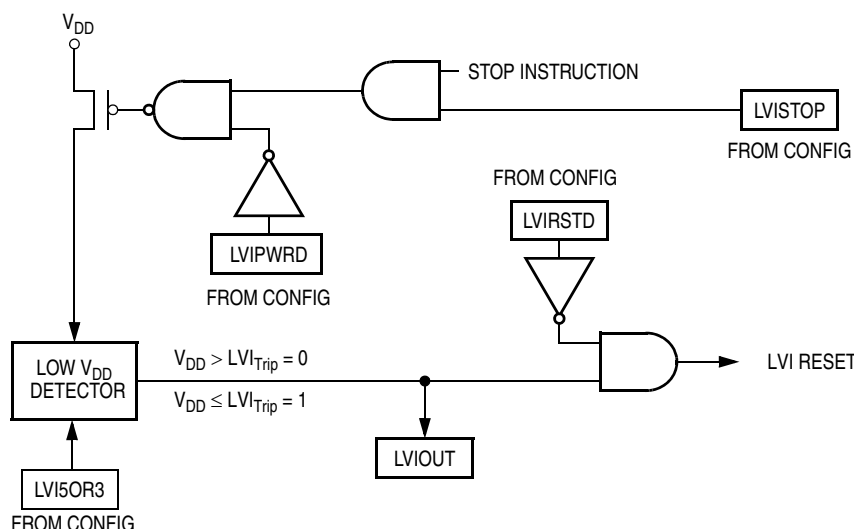 VDD
STOP INSTRUCTION
LVISTOP
FROM CONFIG
FROM CONFIG
LVIRSTD
LVIPWRD
FROM CONFIG
LOW VDD
DETECTOR
VDD > LVITrip = 0
VDD ≤ LVITrip = 1
LVI RESET
LVIOUT
LVI5OR3
FROM CONFIG